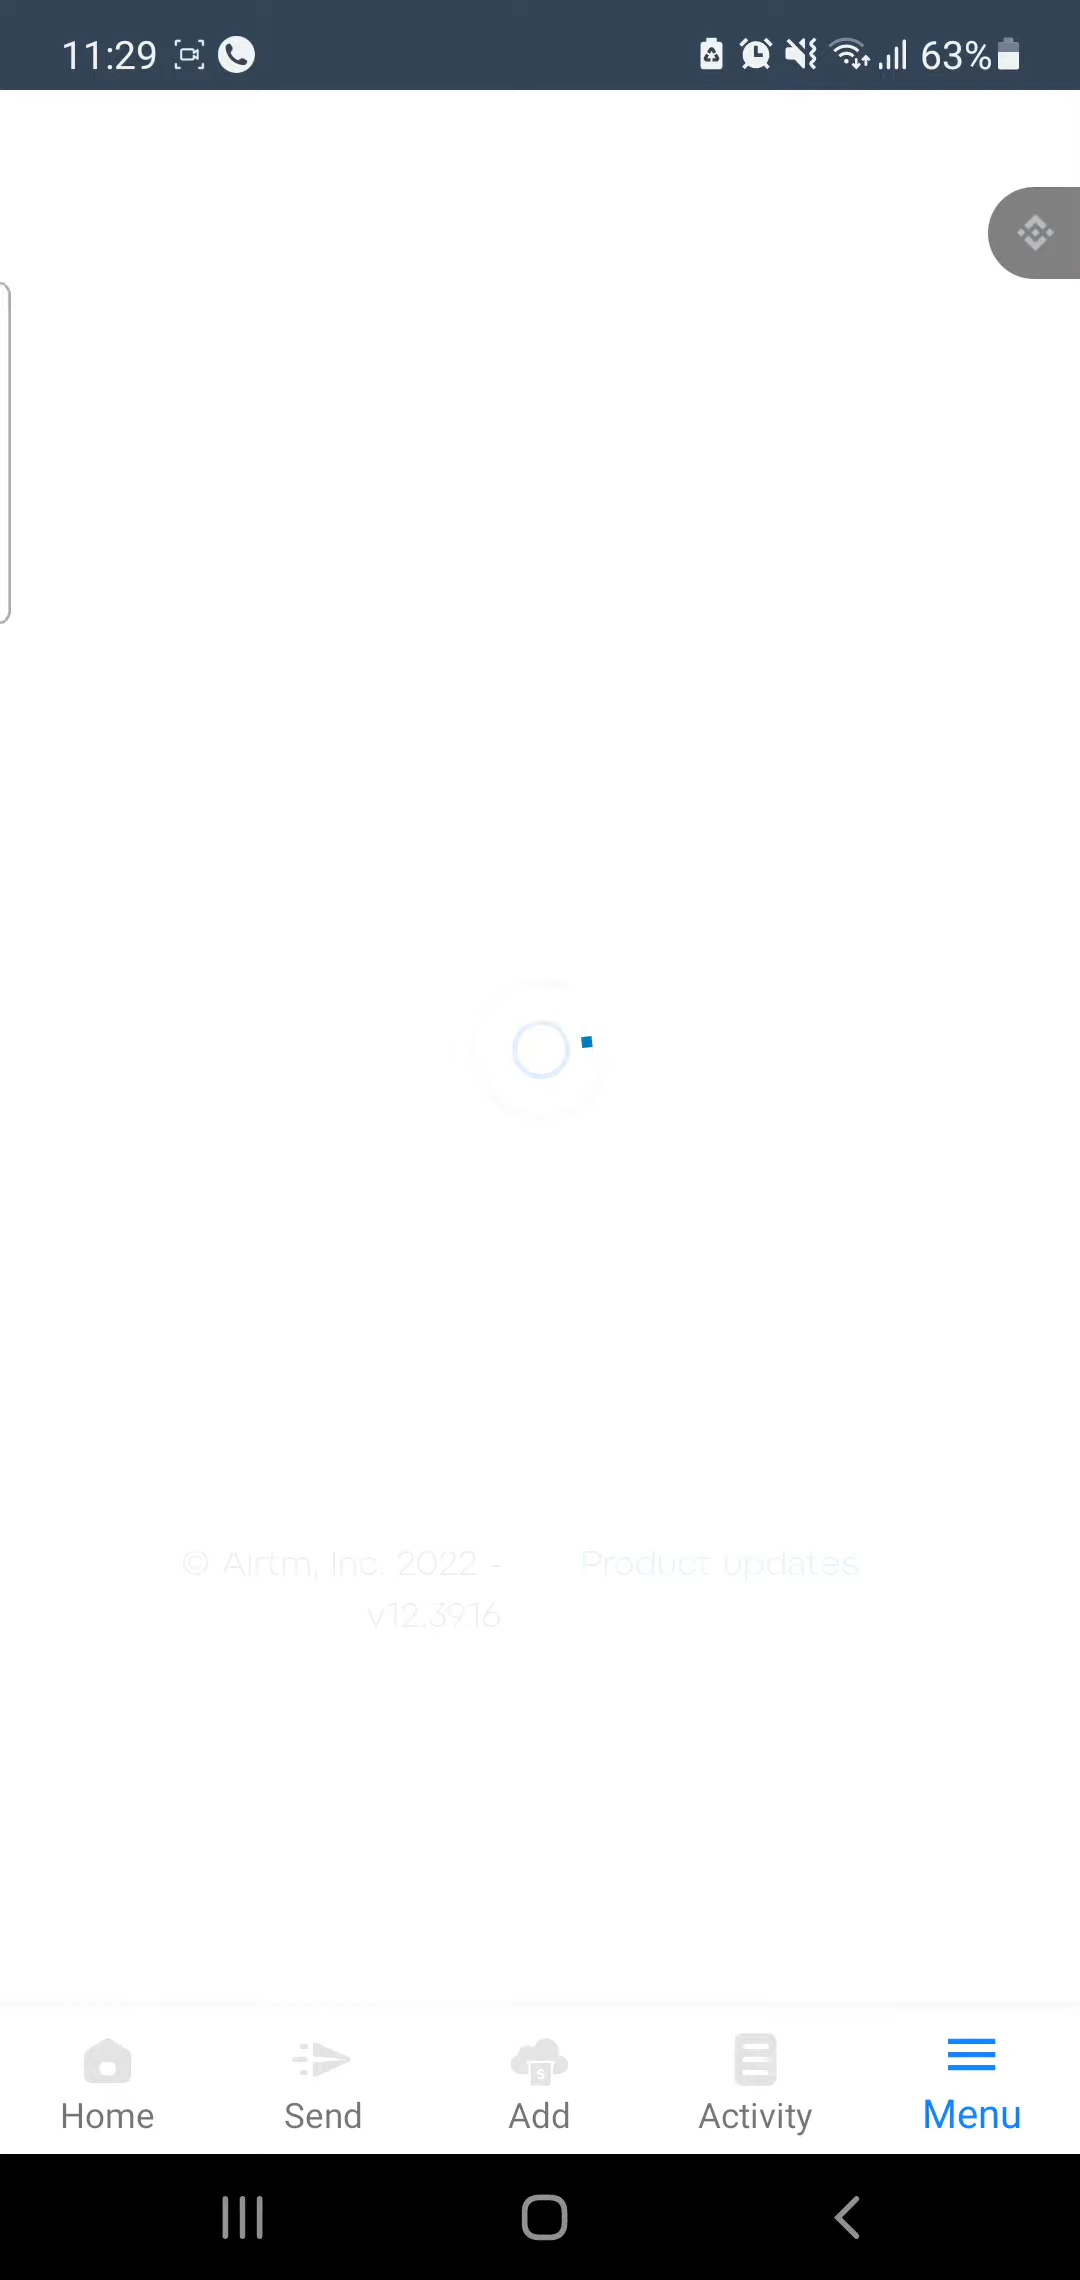 11:29 63%
© Airtm, Inc. 2022 - Product updates
v12.3916
S
Home Send Add Activity Menu